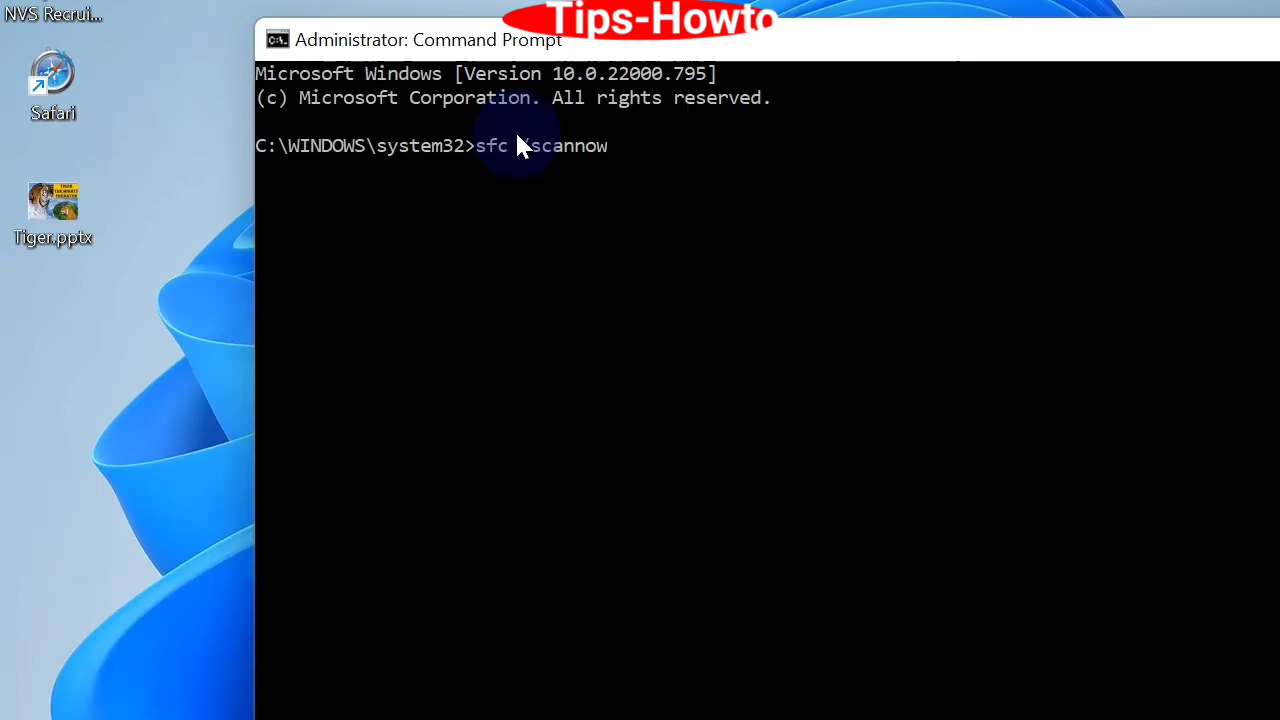 NVS Recrui...
Safari
Tiger.pptx
Tips-Howto
Administrator: Command Prompt
Microsoft Windows [Version 10.0.22000.795]
(c) Microsoft Corporation. All rights reserved.
C:\WINDOWS\system32>sfc /scannow